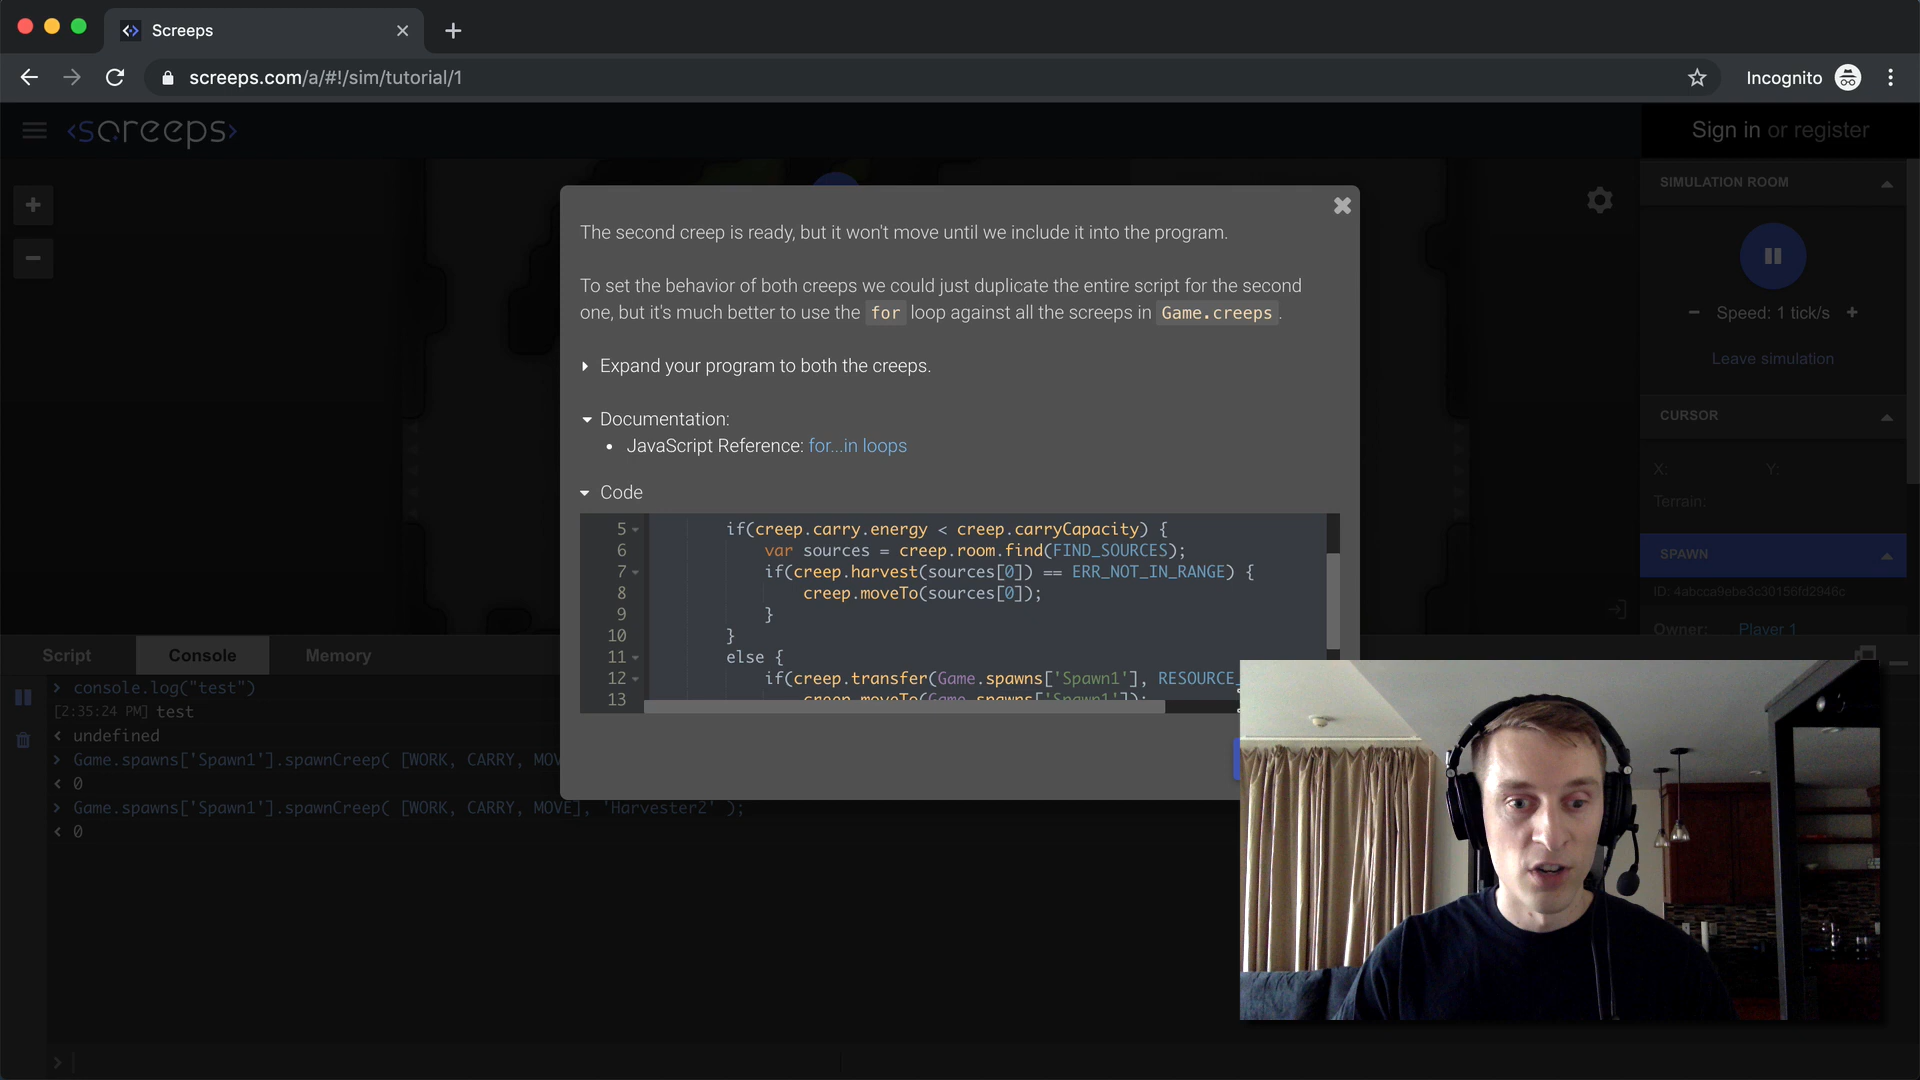 Screeps
screeps.com/a/#!/sim/tutorial/1
Incognito
<screeps>
Sign in or register
SIMULATION ROOM
Speed: 1 tick/s
Leave simulation
CURSOR
X:
Y:
Terrain:
SPAWN
ID: 4abcca9ebe3c30156fd2946c
Owner: Player 1
The second creep is ready, but it won't move until we include it into the program.
To set the behavior of both creeps we could just duplicate the entire script for the second
one, but it's much better to use the for loop against all the screeps in Game.creeps.
Expand your program to both the creeps.
Documentation:
• JavaScript Reference: for...in loops
Code
5 if(creep.carry.energy < creep.carryCapacity) {
6 var sources = creep.room.find(FIND_SOURCES);
7 if(creep.harvest(sources[0]) == ERR_NOT_IN_RANGE) {
8 creep.moveTo(sources[0]);
9 }
10 }
11 else {
12 if(creep.transfer(Game.spawns['Spawn1'], RESOURCE_
13 creep.moveTo(Game.spawns['Spawn1']);
Script
Console
Memory
> console.log("test")
[2:35:24 PM] test
< undefined
> Game.spawns['Spawn1'].spawnCreep( [WORK, CARRY, MOV
< 0
> Game.spawns['Spawn1'].spawnCreep( [WORK, CARRY, MOVE], 'Harvester2' );
< 0
>